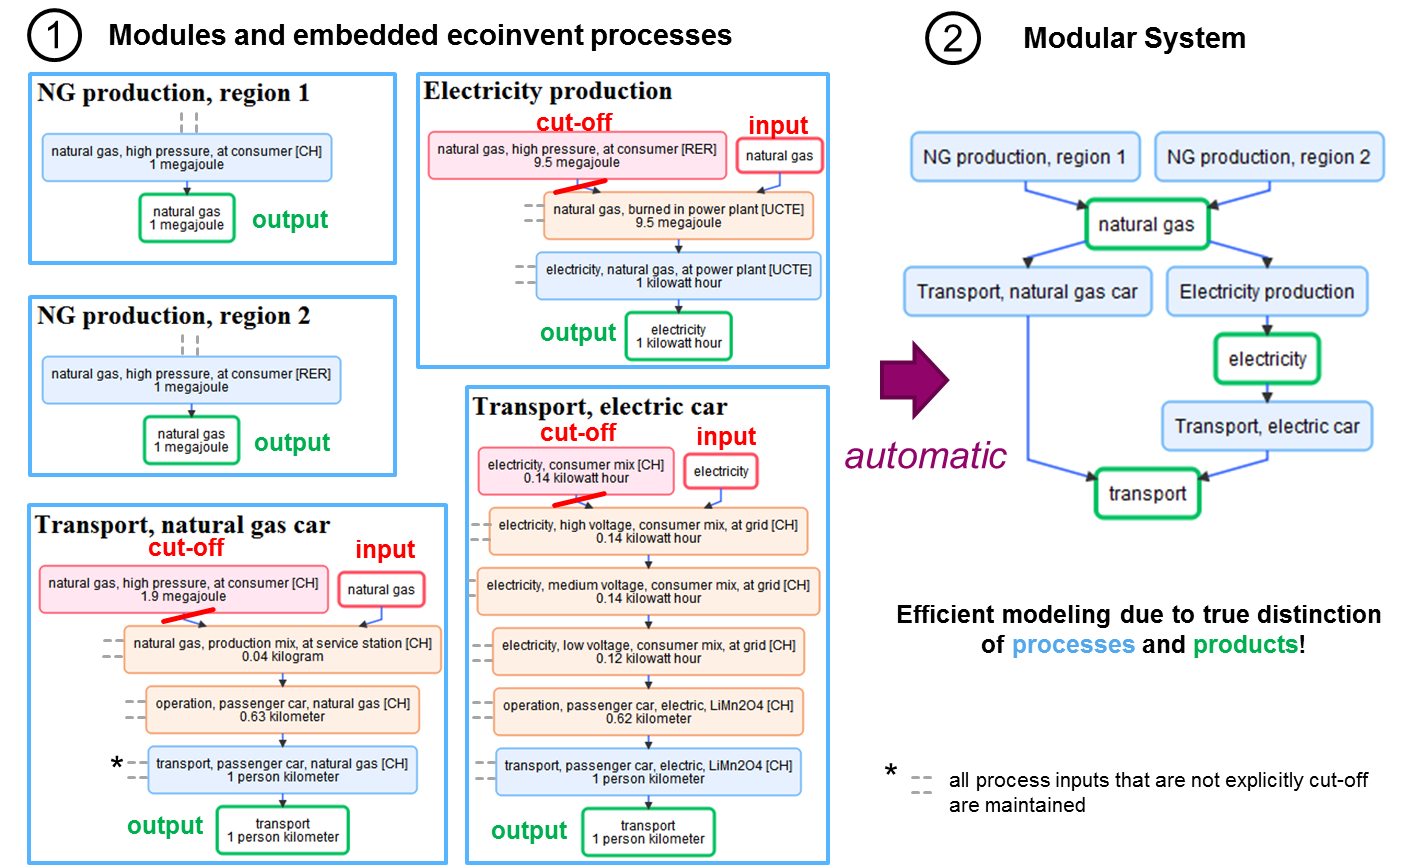 1 Modules and embedded ecoinvent processes
NG production, region 1
natural gas, high pressure, at consumer [CH]
1 megajoule
natural gas
1 megajoule
output
NG production, region 2
natural gas, high pressure, at consumer [RER]
1 megajoule
natural gas
1 megajoule
output
Transport, natural gas car
cut-off
input
natural gas, high pressure, at consumer [CH]
1.9 megajoule
natural gas
natural gas, production mix, at service station [CH]
0.04 kilogram
operation, passenger car, natural gas [CH]
0.63 kilometer
*
transport, passenger car, natural gas [CH]
1 person kilometer
output
transport
1 person kilometer
Electricity production
cut-off
input
natural gas, high pressure, at consumer [RER]
9.5 megajoule
natural gas
natural gas, burned in power plant [UCTE]
9.5 megajoule
electricity, natural gas, at power plant [UCTE]
1 kilowatt hour
output
electricity
1 kilowatt hour
Transport, electric car
cut-off
input
electricity, consumer mix [CH]
0.14 kilowatt hour
electricity
electricity, high voltage, consumer mix, at grid [CH]
0.14 kilowatt hour
electricity, medium voltage, consumer mix, at grid [CH]
0.14 kilowatt hour
electricity, low voltage, consumer mix, at grid [CH]
0.12 kilowatt hour
operation, passenger car, electric, LiMn2O4 [CH]
0.62 kilometer
transport, passenger car, electric, LiMn2O4 [CH]
1 person kilometer
output
transport
1 person kilometer
automatic
2 Modular System
NG production, region 1
NG production, region 2
natural gas
Transport, natural gas car
Electricity production
electricity
Transport, electric car
transport
Efficient modeling due to true distinction
of processes and products!
* all process inputs that are not explicitly cut-off
are maintained